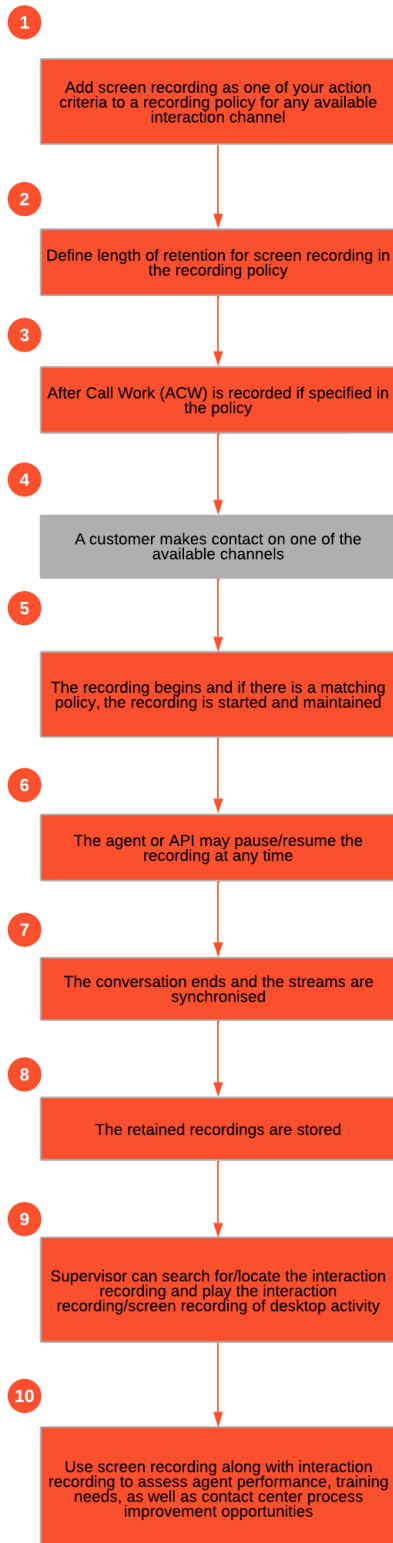 1
Add screen recording as one of your action
criteria to a recording policy for any available
interaction channel
2
Define length of retention for screen recording in
the recording policy
3
After Call Work (ACW) is recorded if specified in
the policy
4
A customer makes contact on one of the
available channels
5
The recording begins and if there is a matching
policy, the recording is started and maintained
6
The agent or API may pause/resume the
recording at any time
7
The conversation ends and the streams are
synchronised
8
The retained recordings are stored
9
Supervisor can search for/locate the interaction
recording and play the interaction
recording/screen recording of desktop activity
10
Use screen recording along with interaction
recording to assess agent performance, training
needs, as well as contact center process
improvement opportunities